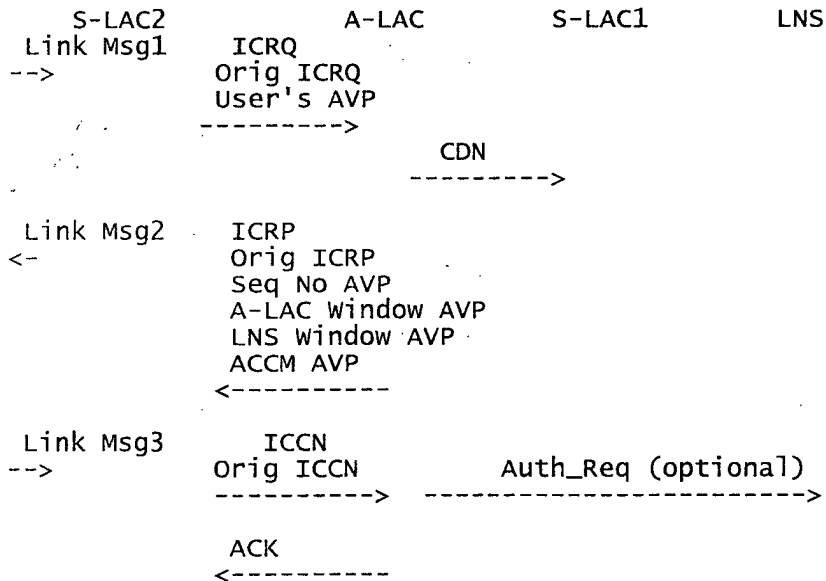 S-LAC2 A-LAC S-LAC1 LNS
Link Msg1 ICRQ
--> Orig ICRQ
User's AVP
--------->
CDN
--------->
Link Msg2 ICRP
<- Orig ICRP
Seq No AVP
A-LAC Window AVP
LNS Window AVP
ACCM AVP
<----------
Link Msg3 ICCN
--> Orig ICCN Auth_Req (optional)
----------> ----------------------->
ACK
<----------